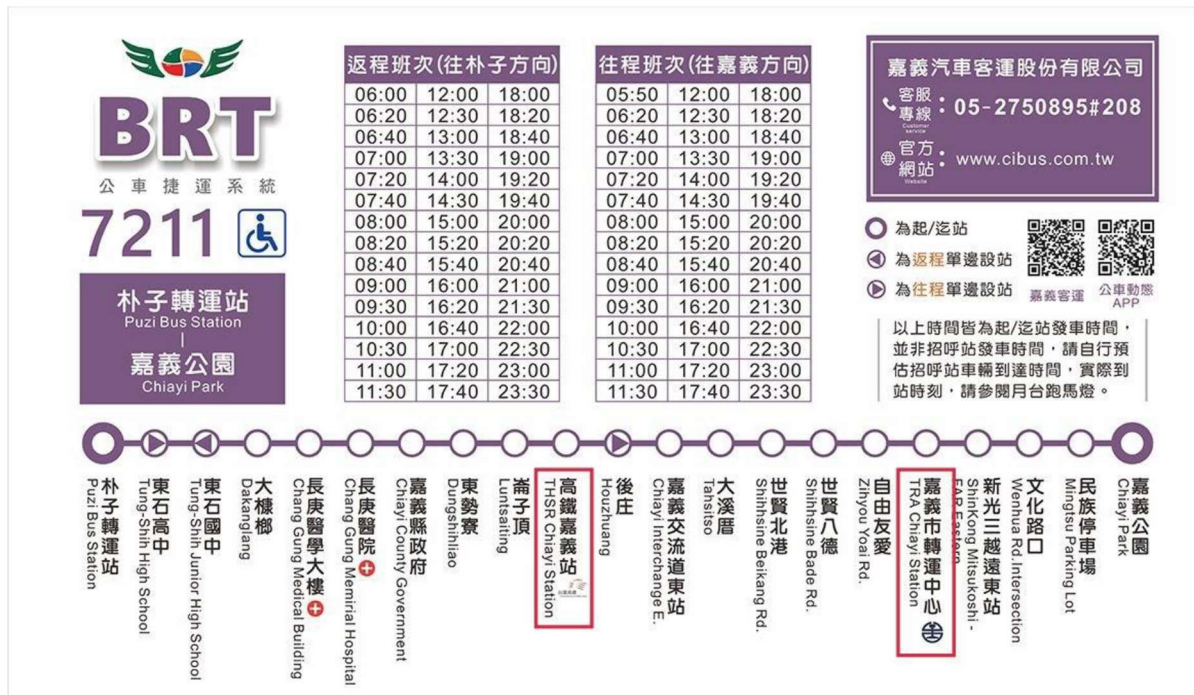 BRT
公車捷運系統
7211
朴子轉運站
Puzi Bus Station
嘉義公園
Chiayi Park
返程班次(往朴子方向)
06:00 12:00 18:00
06:20 12:30 18:20
06:40 13:00 18:40
07:00 13:30 19:00
07:20 14:00 19:20
07:40 14:30 19:40
08:00 15:00 20:00
08:20 15:20 20:20
08:40 15:40 20:40
09:00 16:00 21:00
09:30 16:20 21:30
10:00 16:40 22:00
10:30 17:00 22:30
11:00 17:20 23:00
11:30 17:40 23:30
往程班次(往嘉義方向)
05:50 12:00 18:00
06:20 12:30 18:20
06:40 13:00 18:40
07:00 13:30 19:00
07:20 14:00 19:20
07:40 14:30 19:40
08:00 15:00 20:00
08:20 15:20 20:20
08:40 15:40 20:40
09:00 16:00 21:00
09:30 16:20 21:30
10:00 16:40 22:00
10:30 17:00 22:30
11:00 17:20 23:00
11:30 17:40 23:30
嘉義汽車客運股份有限公司
客服專線:05-2750895#208
Customer service
官方網站:www.cibus.com.tw
Website
為起/迄站
為返程單邊設站
為往程單邊設站
嘉義客運
公車動態
APP
以上時間皆為起/迄站發車時間,
並非招呼站發車時間,請自行預
估招呼站車輛到達時間,實際到
站時刻,請參閱月台跑馬燈。
朴子轉運站
Puzi Bus Station
東石高中
Tung-Shih High School
東石國中
Tung-Shih Junior High School
大槺榔
Dakanglang
長庚醫學大樓
Chang Gung Medical Building
長庚醫院
Chang Gung Memirial Hospital
嘉義縣政府
Chiayi County Government
東勢寮
Dungshihliao
崙子頂
Luntsaiting
高鐵嘉義站
THSR Chiayi Station
後庄
Houzhuang
嘉義交流道東站
Chiayi Interchange E.
大溪厝
Tahsitso
世賢北港
Shihhsine Beikang Rd.
世賢八德
Shihhsine Bade Rd.
自由友愛
Zihyou Yoai Rd.
嘉義市轉運中心
TRA Chiayi Station
新光三越遠東站
ShinKong Mitsukoshi -
FAR Eastern
文化路口
Wenhua Rd.Intersection
民族停車場
Mingtsu Parking Lot
嘉義公園
Chiayi Park